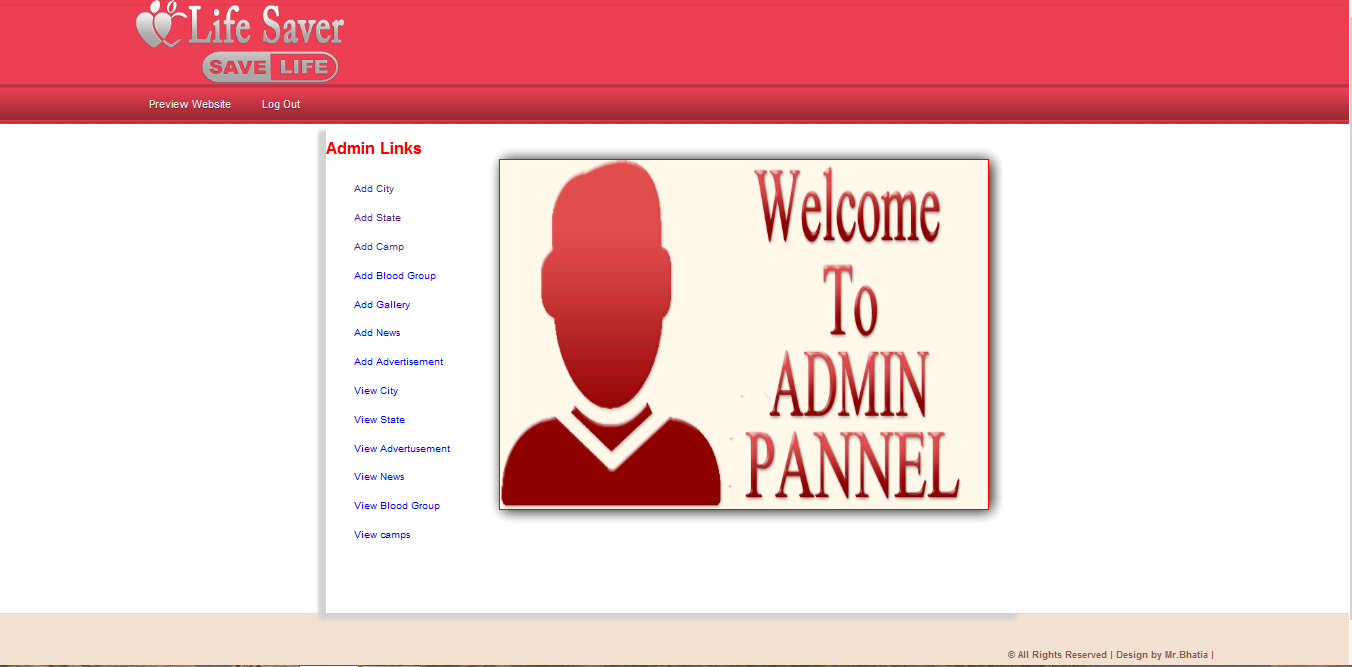 Life Saver
SAVE LIFE
Preview Website Log Out
Admin Links
Add City
Add State
Add Camp
Add Blood Group
Add Gallery
Add News
Add Advertisement
View City
View State
View Advertusement
View News
View Blood Group
View camps
Welcome
To
ADMIN
PANNEL
© All Rights Reserved | Design by Mr.Bhatia |